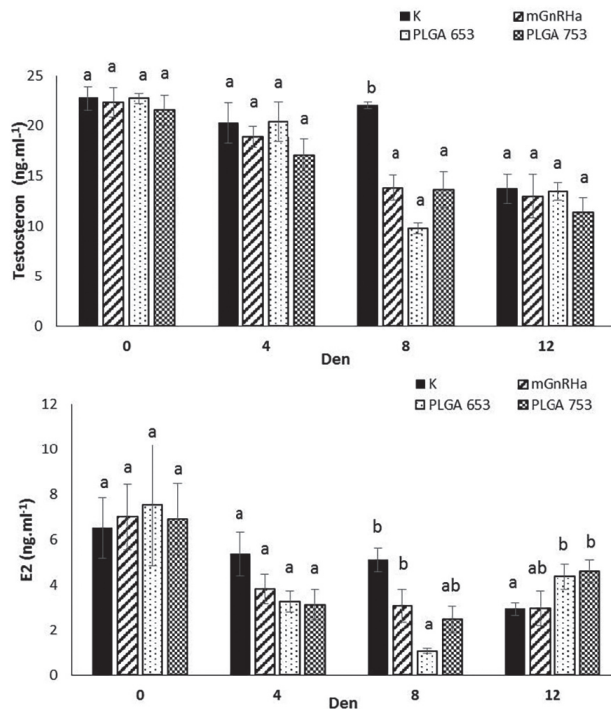 K mGnRHa
PLGA 653 PLGA 753
Testosteron (ng.ml-1)
25
20
15
10
5
0
a a a a
a a a a
b a a a
a a a a
0 4 8 12
Den
K mGnRHa
PLGA 653 PLGA 753
E2 (ng.ml-1)
12
10
8
6
4
2
0
a a a a
a a a a
b b a ab
a ab b b
0 4 8 12
Den